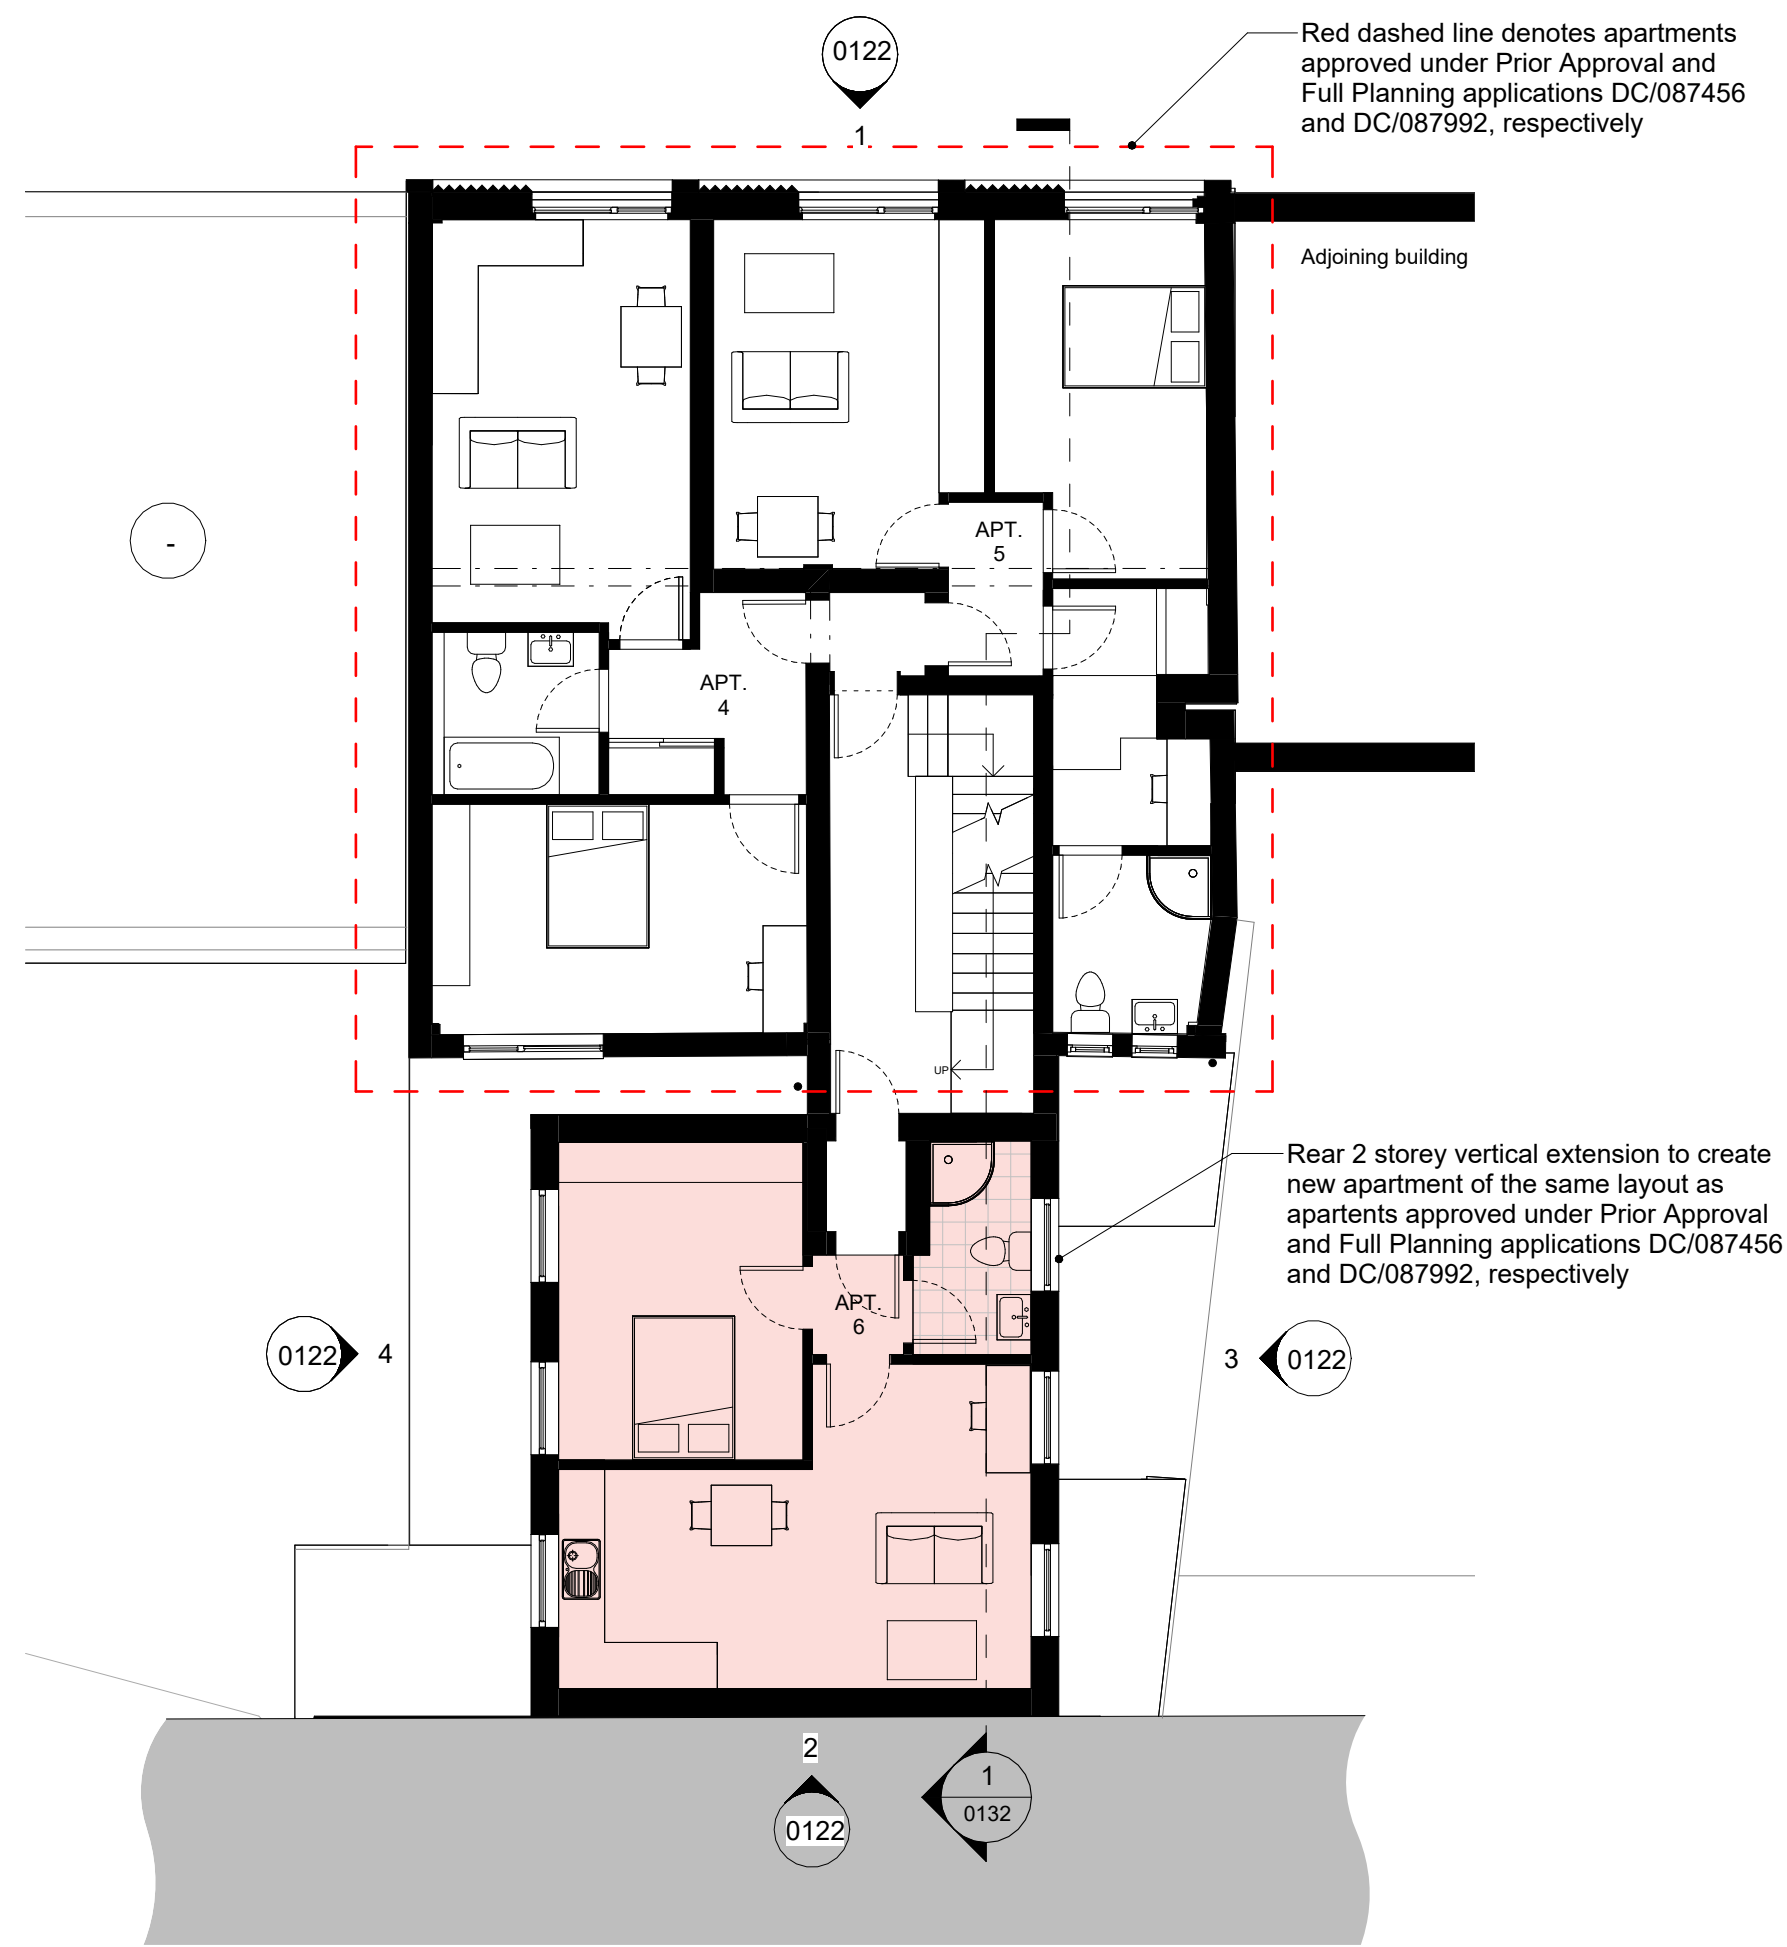 0122
1
Red dashed line denotes apartments
approved under Prior Approval and
Full Planning applications DC/087456
and DC/087992, respectively
Adjoining building
-
APT.
5
APT.
4
UP
Rear 2 storey vertical extension to create
new apartment of the same layout as
apartents approved under Prior Approval
and Full Planning applications DC/087456
and DC/087992, respectively
APT.
6
0122
4
3
0122
2
0122
1
0132